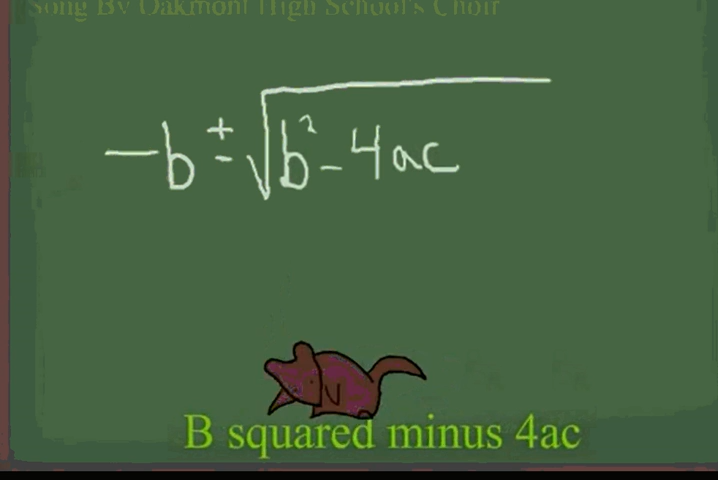 Song By Oakmont High School's Choir
−b ± √b² − 4ac
B squared minus 4ac